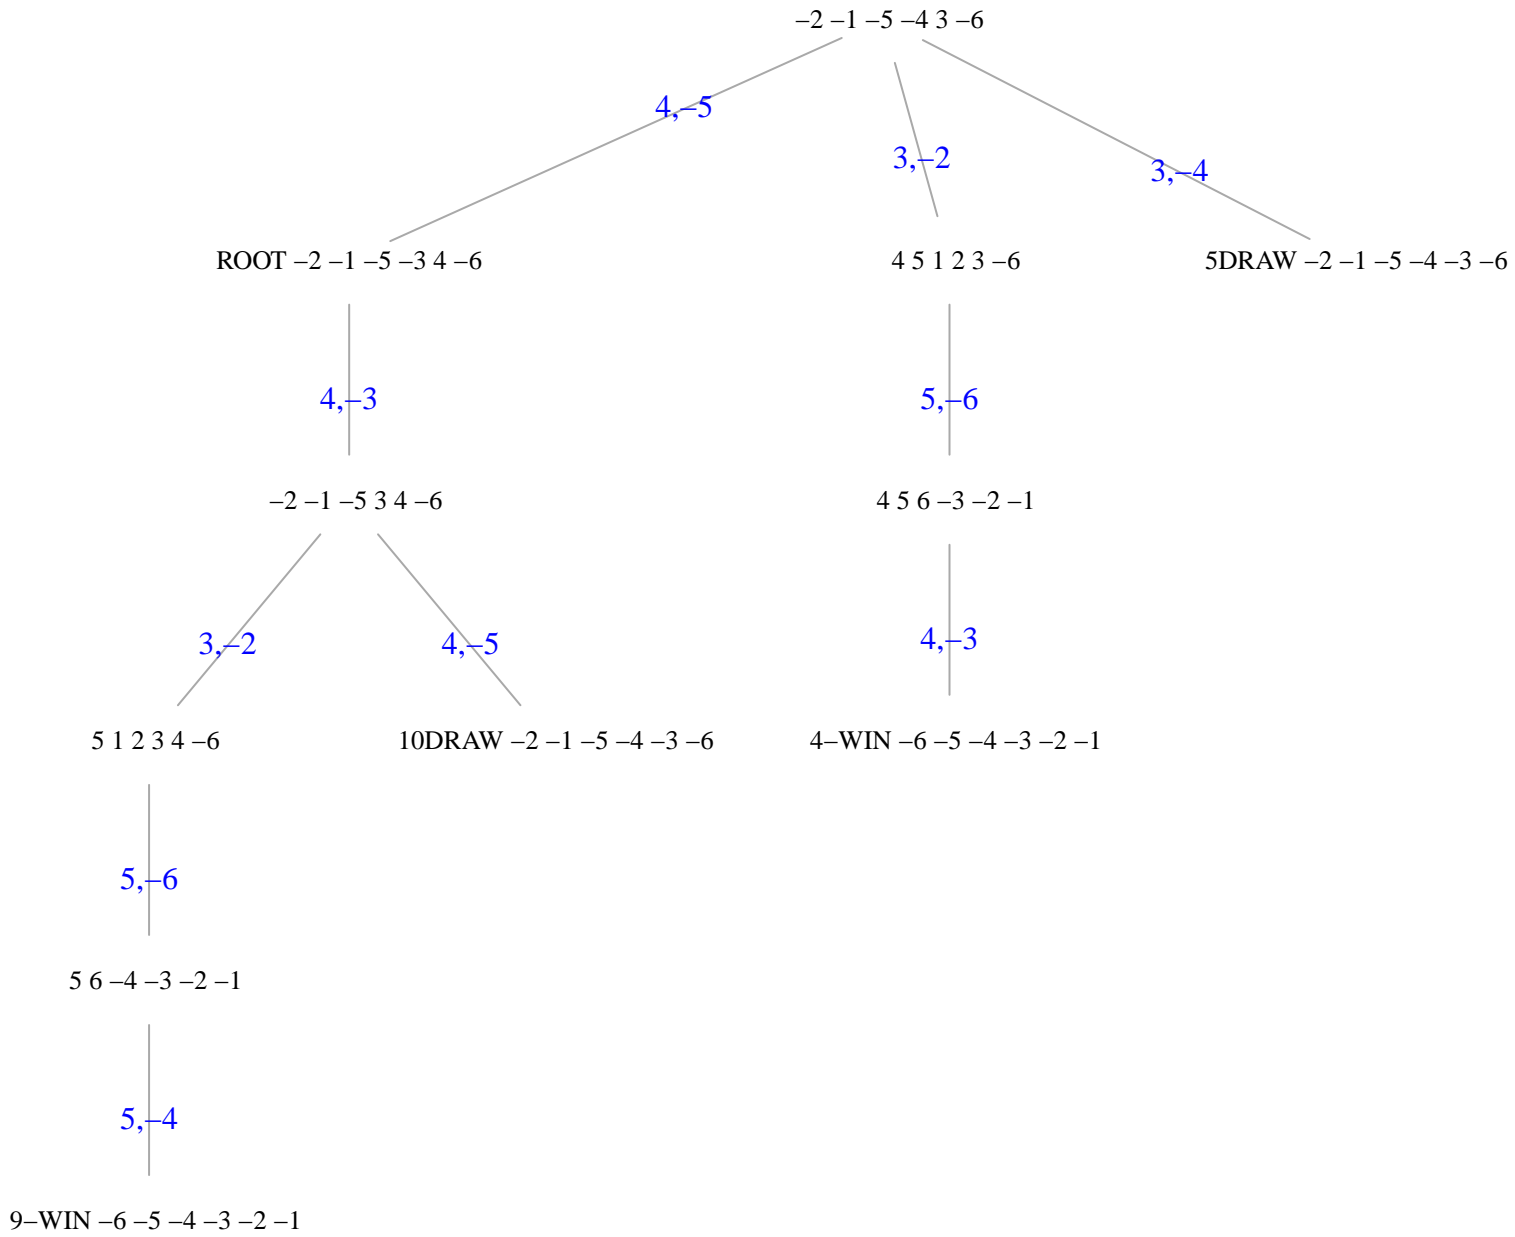 –2 –1 –5 –4 3 –6
4,–5
3,–2
3,–4
ROOT –2 –1 –5 –3 4 –6
4 5 1 2 3 –6
5DRAW –2 –1 –5 –4 –3 –6
4,–3
5,–6
–2 –1 –5 3 4 –6
4 5 6 –3 –2 –1
3,–2
4,–5
4,–3
5 1 2 3 4 –6
10DRAW –2 –1 –5 –4 –3 –6
4–WIN –6 –5 –4 –3 –2 –1
5,–6
5 6 –4 –3 –2 –1
5,–4
9–WIN –6 –5 –4 –3 –2 –1